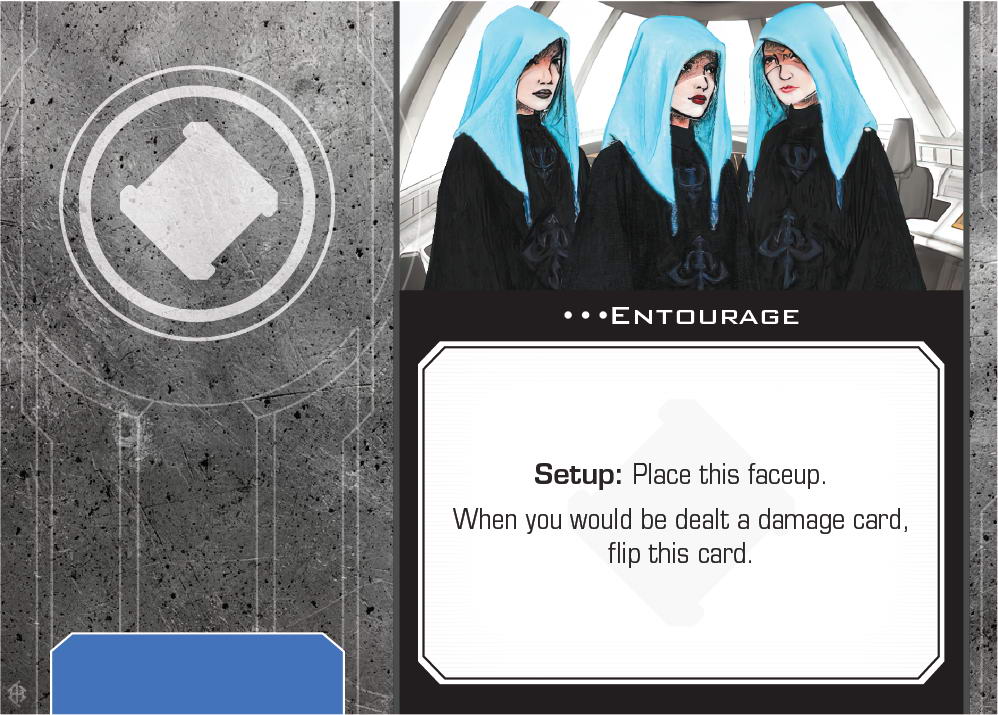 •••Entourage
Setup: Place this faceup.
When you would be dealt a damage card,
flip this card.